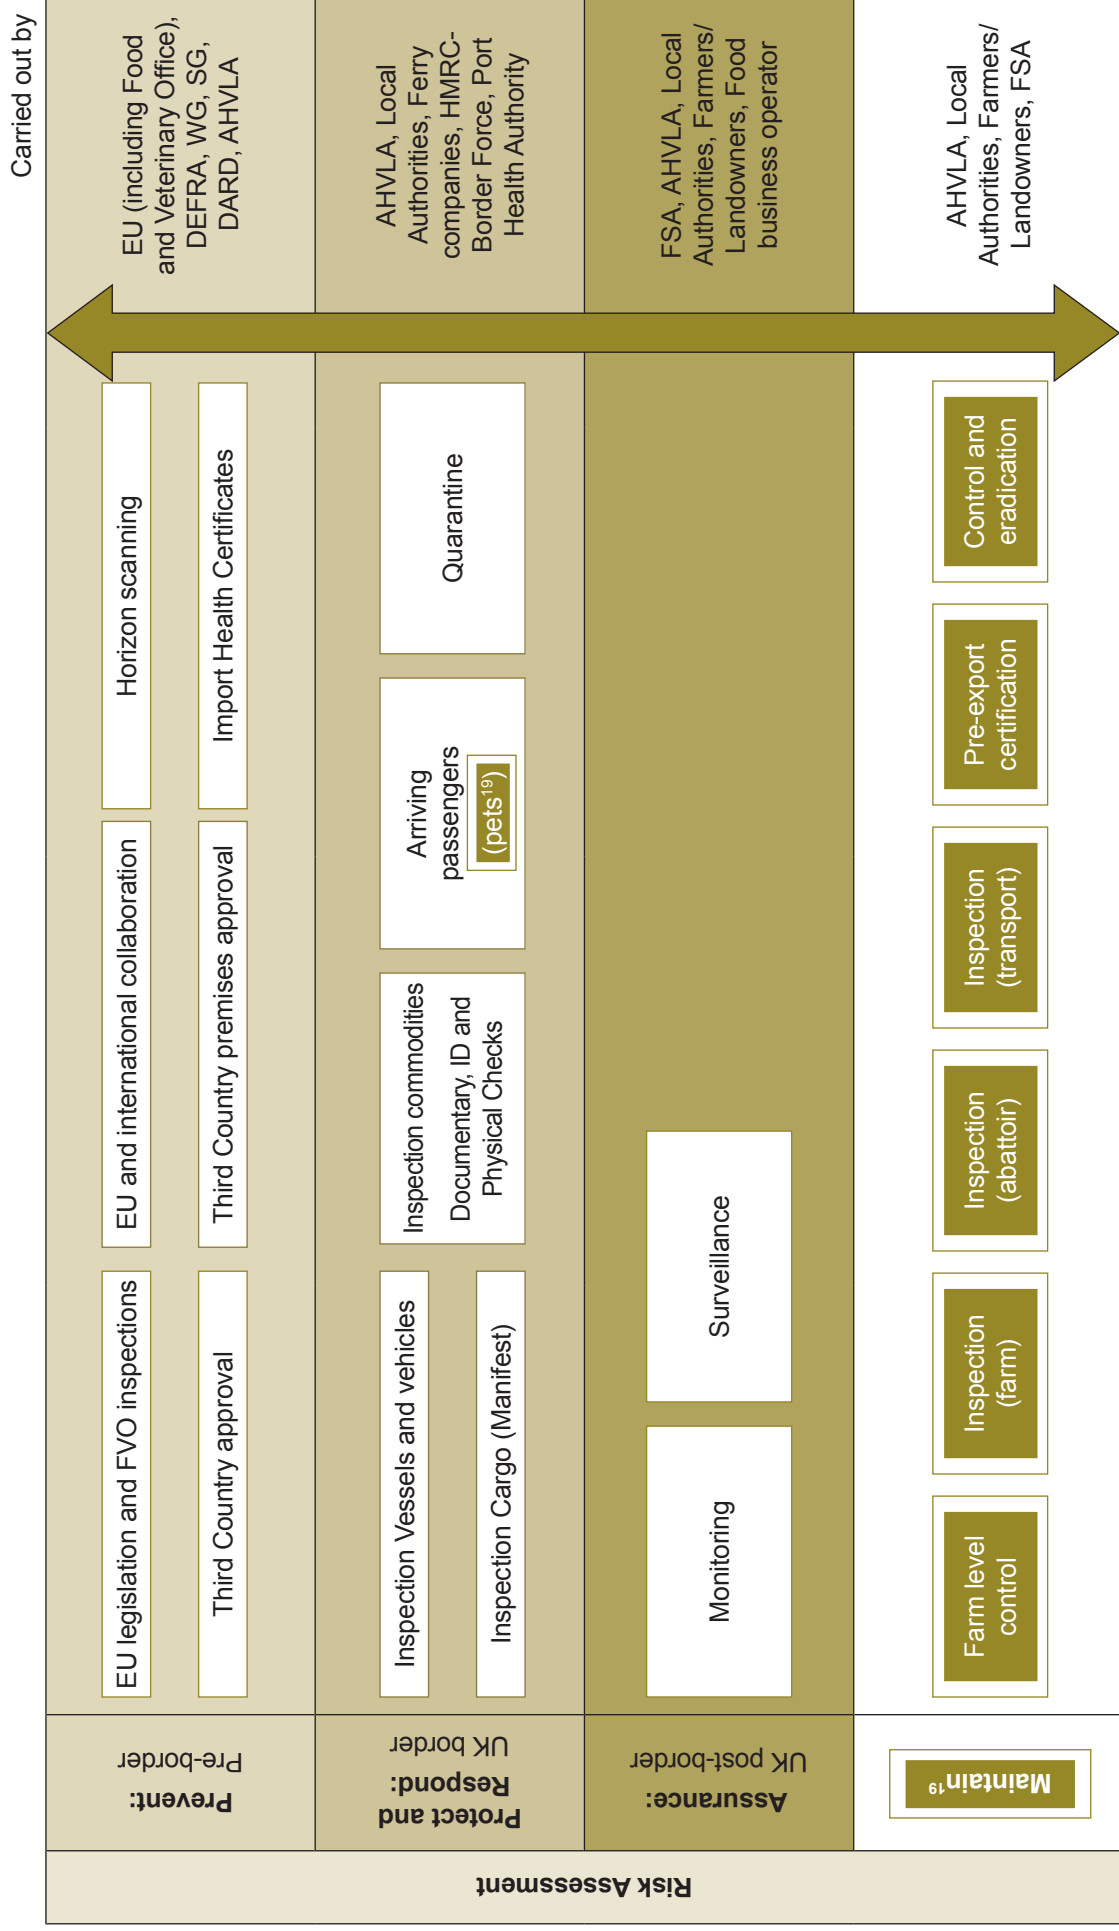 Carried out by
Risk Assessment
Prevent:
Pre-border
EU legislation and FVO inspections
EU and international collaboration
Horizon scanning
Third Country approval
Third Country premises approval
Import Health Certificates
EU (including Food
and Veterinary Office),
DEFRA, WG, SG,
DARD, AHVLA
Protect and
Respond:
UK border
Inspection Vessels and vehicles
Inspection Cargo (Manifest)
Inspection commodities
Documentary, ID and
Physical Checks
Arriving
passengers
(pets¹⁹)
Quarantine
AHVLA, Local
Authorities, Ferry
companies, HMRC-
Border Force, Port
Health Authority
Assurance:
UK post-border
Monitoring
Surveillance
FSA, AHVLA, Local
Authorities, Farmers/
Landowners, Food
business operator
Maintain¹⁹
Farm level
control
Inspection
(farm)
Inspection
(abattoir)
Inspection
(transport)
Pre-export
certification
Control and
eradication
AHVLA, Local
Authorities, Farmers/
Landowners, FSA